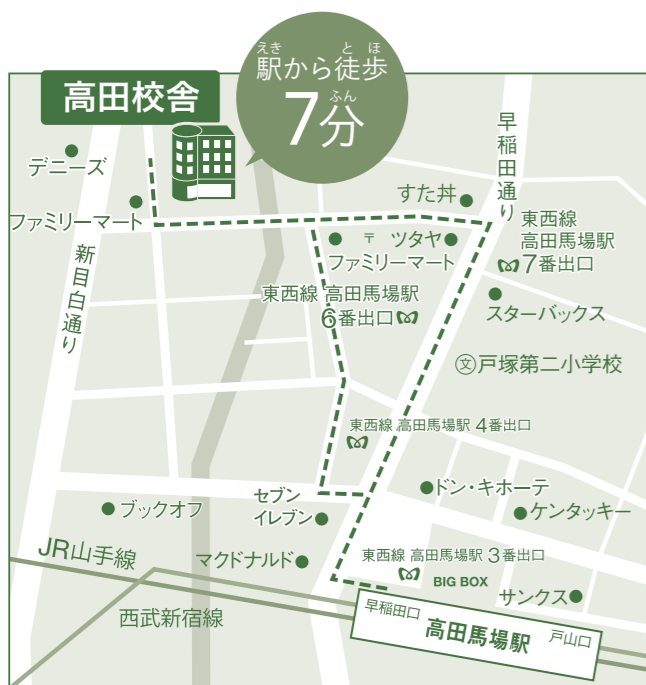 えき と ほ
駅から徒歩
ふん
7分
高田校舎
デニーズ
ファミリーマート
新目白通り
早稲田通り
すた丼
〒 ツタヤ
ファミリーマート
東西線
高田馬場駅
7番出口
東西線 高田馬場駅
6番出口
スターバックス
文戸塚第二小学校
東西線 高田馬場駅 4番出口
ドン・キホーテ
ケンタッキー
セブン
イレブン
ブックオフ
JR山手線
マクドナルド
東西線 高田馬場駅 3番出口
BIG BOX
サンクス
西武新宿線
早稲田口
高田馬場駅
戸山口